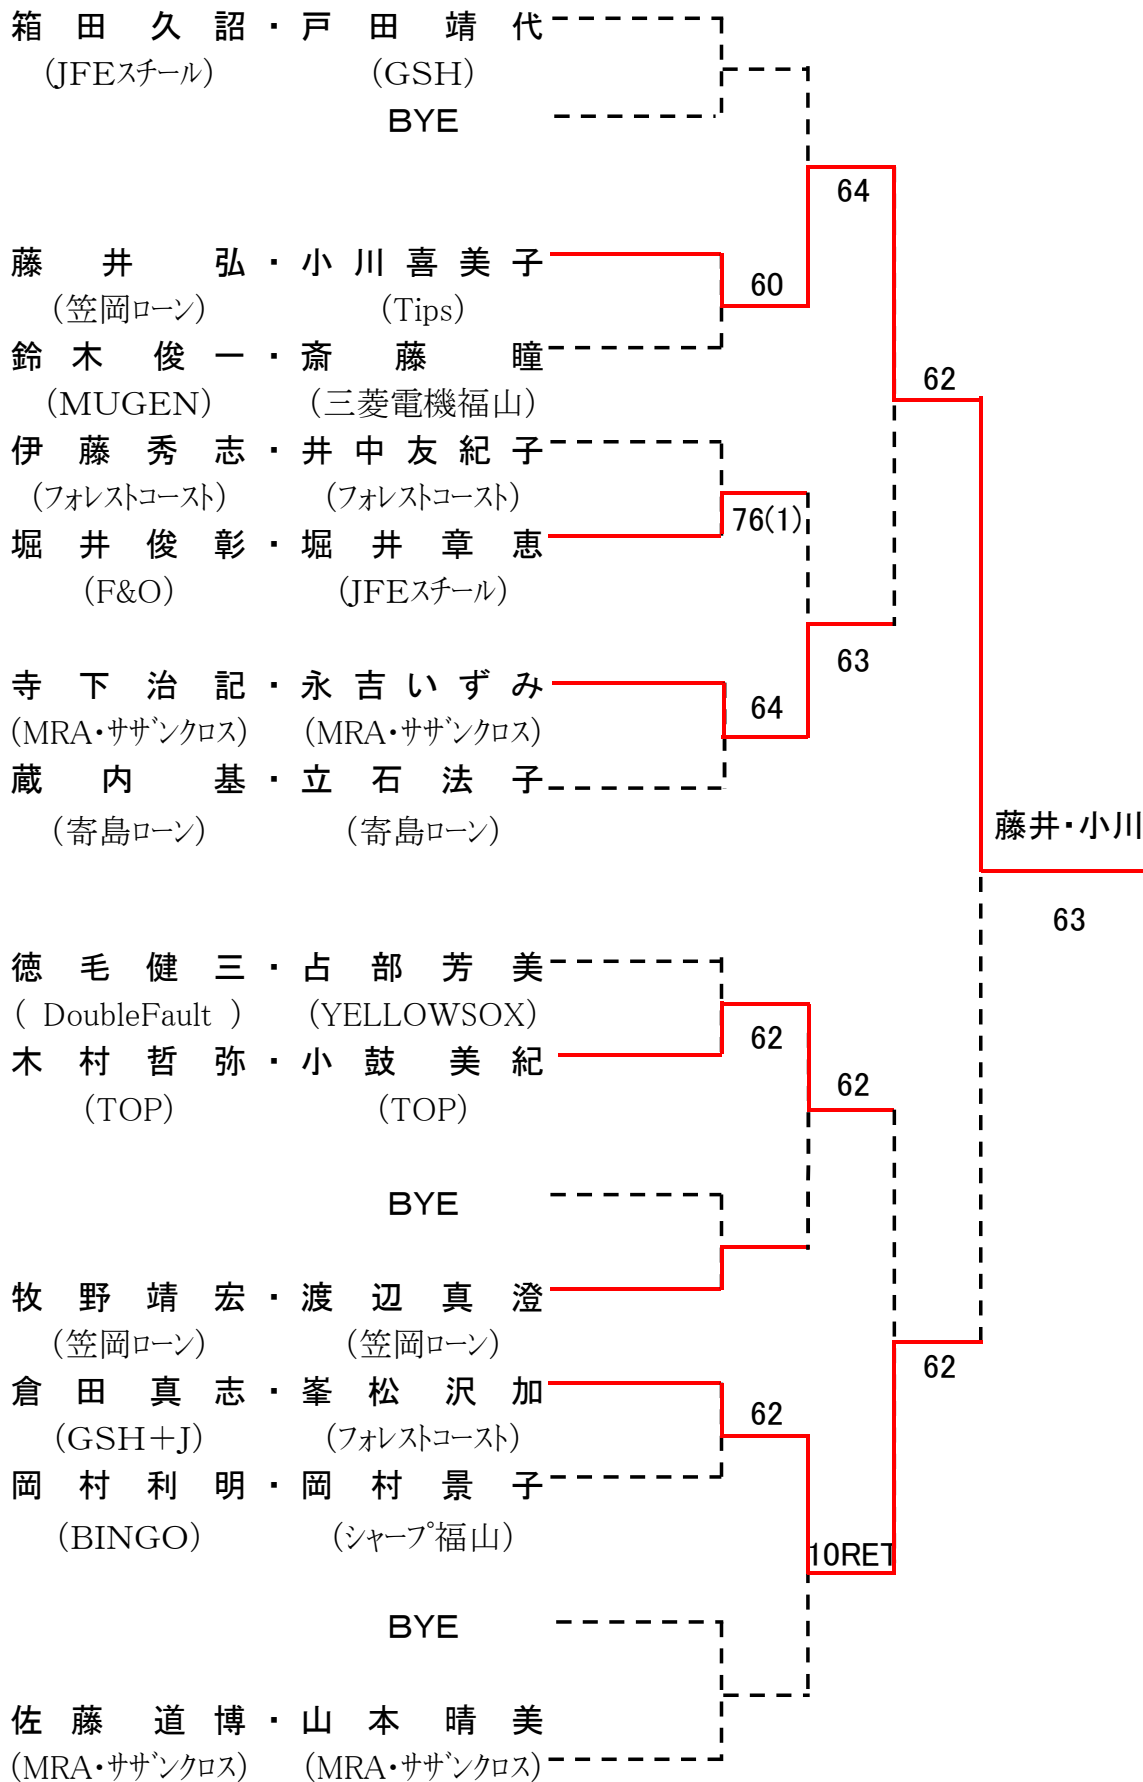 箱田久詔・戸田靖代
(JFEスチール) (GSH)
BYE
64
藤井弘・小川喜美子
60
(笠岡ローン) (Tips)
鈴木俊一・斎藤瞳
62
(MUGEN) (三菱電機福山)
伊藤秀志・井中友紀子
(フォレストコースト) (フォレストコースト)
76(1)
堀井俊彰・堀井章恵
(F&O) (JFEスチール)
63
寺下治記・永吉いずみ
64
(MRA・サザンクロス) (MRA・サザンクロス)
蔵内基・立石法子
(寄島ローン) (寄島ローン)
藤井・小川
63
徳毛健三・占部芳美
( DoubleFault ) (YELLOWSOX)
62
木村哲弥・小鼓美紀
62
(TOP) (TOP)
BYE
牧野靖宏・渡辺真澄
(笠岡ローン) (笠岡ローン)
62
倉田真志・峯松沢加
62
(GSH+J) (フォレストコースト)
岡村利明・岡村景子
(BINGO) (シャープ福山)
10RET
BYE
佐藤道博・山本晴美
(MRA・サザンクロス) (MRA・サザンクロス)